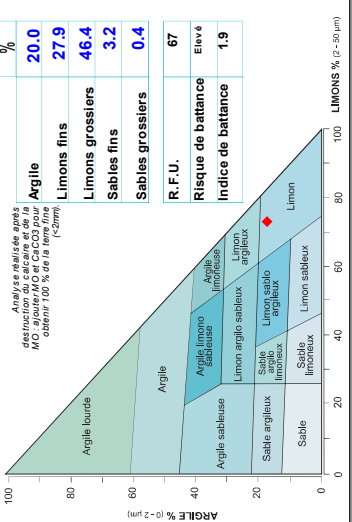 %
Analyse réalisée après
destruction du calcaire et de la
MO : ajouter MO et CaCO3 pour
obtenir 100 % de la terre fine
(<2mm).
Argile 20.0
Limons fins 27.9
Limons grossiers 46.4
Sables fins 3.2
Sables grossiers 0.4
R.F.U. 67
Risque de battance Elevé
Indice de battance 1.9
ARGILE % (0 - 2 µm)
100
80
60
40
20
0
Argile lourde
Argile
Argile sableuse
Argile limono
sableuse
Argile
limoneuse
Limon argilo sableux
Limon
argileux
Sable argileux
Sable
argilo
limoneux
Limon sablo
argileux
Limon
Sable
Sable
limoneux
Limon sableux
0
20
40
60
80
100
LIMONS % (2 - 50 µm)